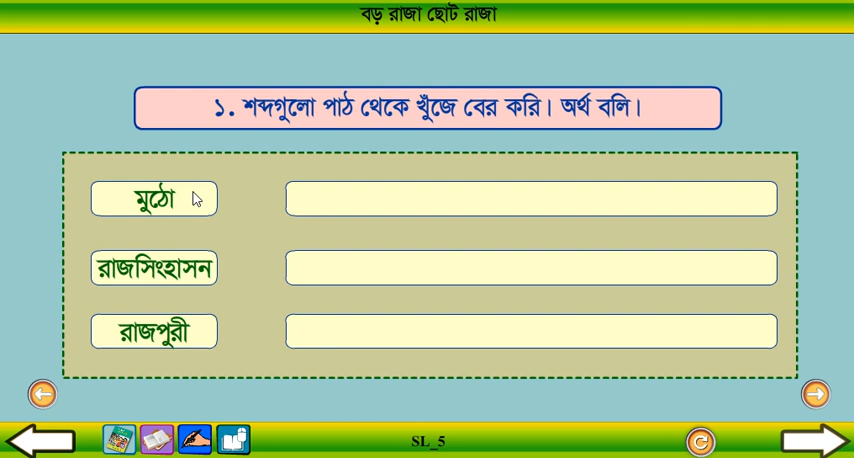 বড় রাজা ছোট রাজা
১. শব্দগুলো পাঠ থেকে খুঁজে বের করি। অর্থ বলি।
মুঠো
রাজসিংহাসন
রাজপুরী
SL_5